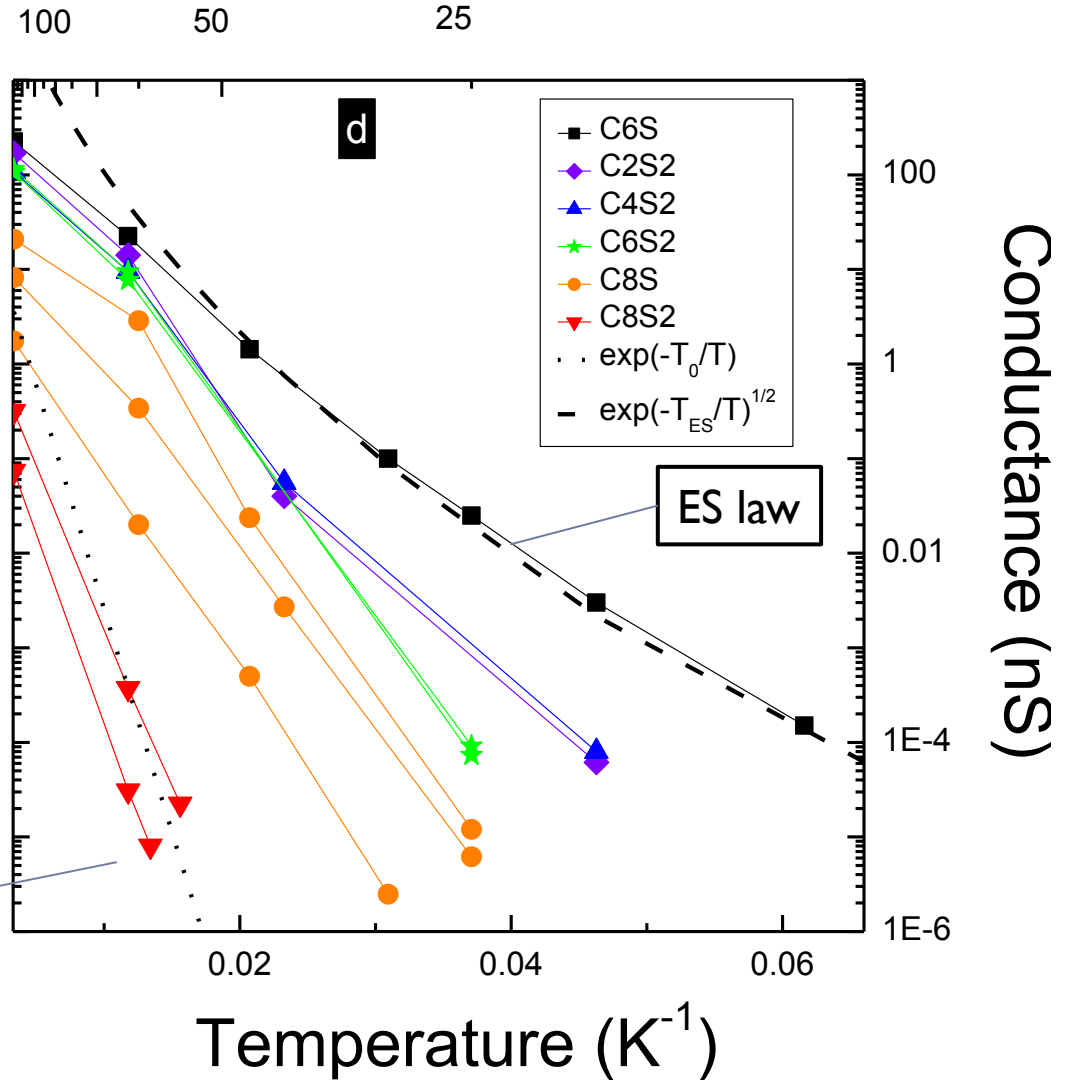 100 50 25
d
C6S
C2S2
C4S2
C6S2
C8S
C8S2
exp(-T0/T)
exp(-TES/T)1/2
ES law
100
1
0.01
1E-4
1E-6
Conductance (nS)
0.02 0.04 0.06
Temperature (K-1)